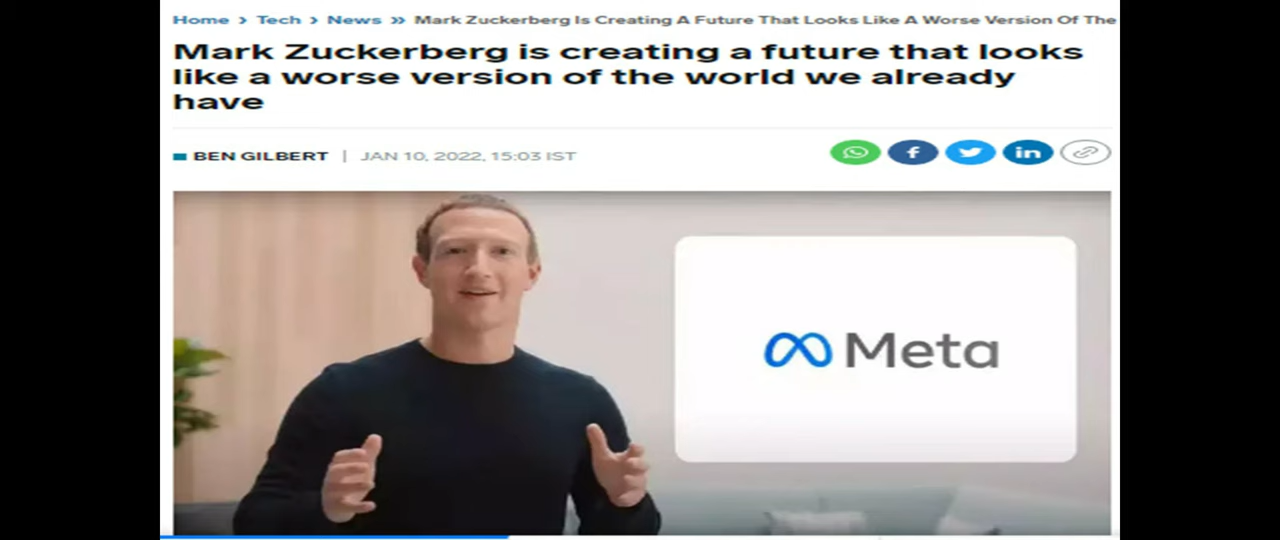 Home > Tech > News >> Mark Zuckerberg Is Creating A Future That Looks Like A Worse Version Of The
Mark Zuckerberg is creating a future that looks
like a worse version of the world we already
have
BEN GILBERT | JAN 10, 2022, 15:03 IST
f
in
Meta